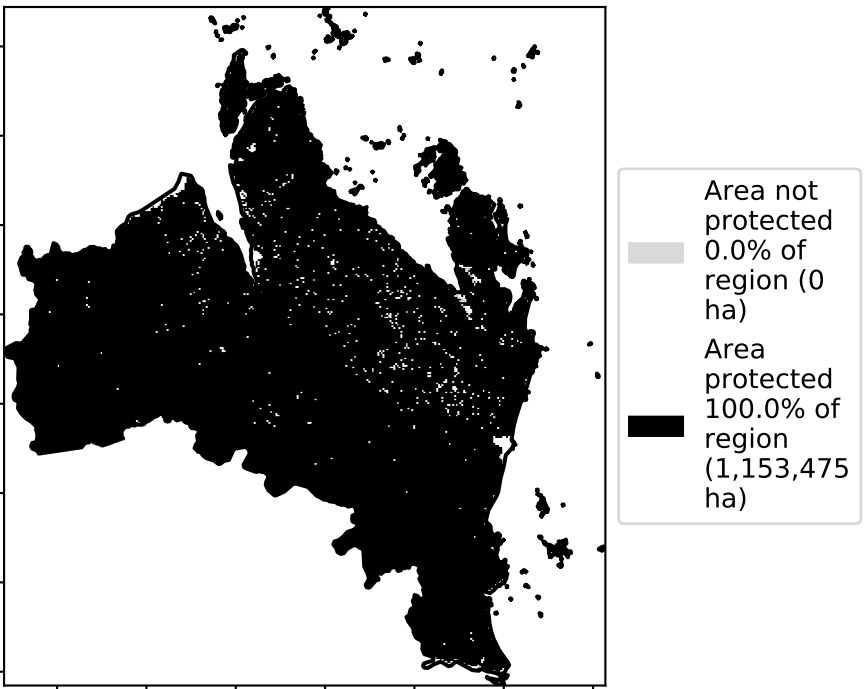 Area not
protected
0.0% of
region (0
ha)
Area
protected
100.0% of
region
(1,153,475
ha)